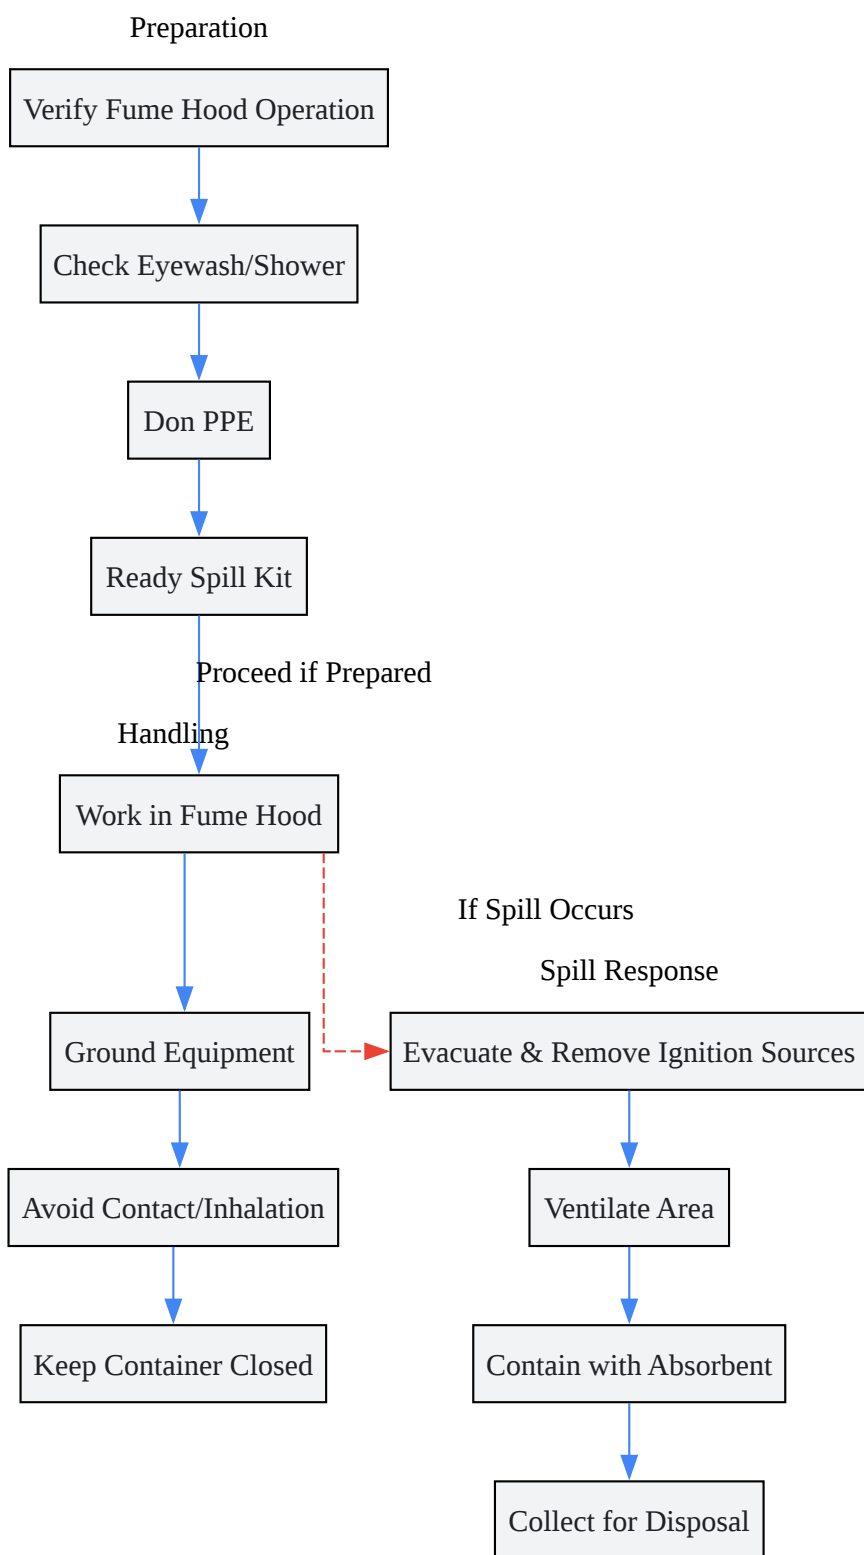 Preparation
Verify Fume Hood Operation
Check Eyewash/Shower
Don PPE
Ready Spill Kit
Proceed if Prepared
Handling
Work in Fume Hood
If Spill Occurs
Spill Response
Ground Equipment
Evacuate & Remove Ignition Sources
Avoid Contact/Inhalation
Ventilate Area
Keep Container Closed
Contain with Absorbent
Collect for Disposal